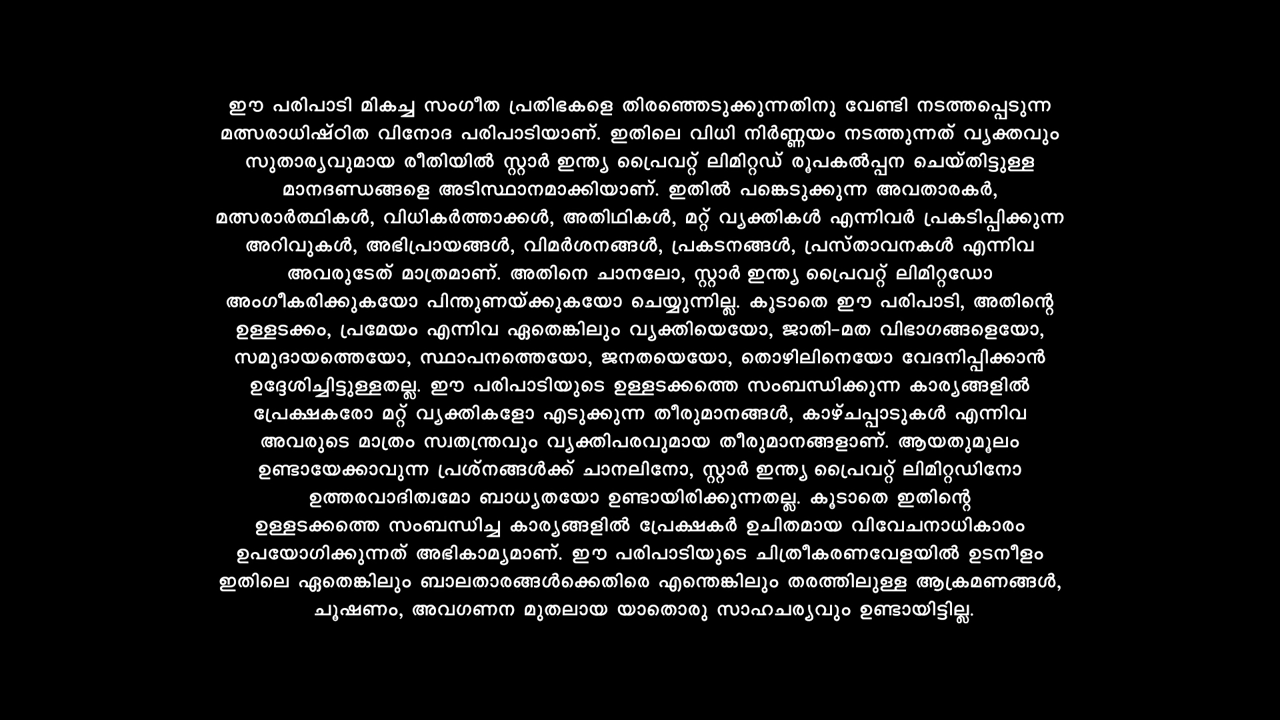 ഈ പരിപാടി മികച്ച സംഗീത പ്രതിഭകളെ തിരഞ്ഞെടുക്കുന്നതിനു വേണ്ടി നടത്തപ്പെടുന്ന
മത്സരാധിഷ്ഠിത വിനോദ പരിപാടിയാണ്. ഇതിലെ വിധി നിർണ്ണയം നടത്തുന്നത് വ്യക്തവും
സുതാര്യവുമായ രീതിയിൽ സ്റ്റാർ ഇന്ത്യ പ്രൈവറ്റ് ലിമിറ്റഡ് രൂപകൽപ്പന ചെയ്തിട്ടുള്ള
മാനദണ്ഡങ്ങളെ അടിസ്ഥാനമാക്കിയാണ്. ഇതിൽ പങ്കെടുക്കുന്ന അവതാരകർ,
മത്സരാർത്ഥികൾ, വിധികർത്താക്കൾ, അതിഥികൾ, മറ്റ് വ്യക്തികൾ എന്നിവർ പ്രകടിപ്പിക്കുന്ന
അറിവുകൾ, അഭിപ്രായങ്ങൾ, വിമർശനങ്ങൾ, പ്രകടനങ്ങൾ, പ്രസ്താവനകൾ എന്നിവ
അവരുടേത് മാത്രമാണ്. അതിനെ ചാനലോ, സ്റ്റാർ ഇന്ത്യ പ്രൈവറ്റ് ലിമിറ്റഡോ
അംഗീകരിക്കുകയോ പിന്തുണയ്ക്കുകയോ ചെയ്യുന്നില്ല. കൂടാതെ ഈ പരിപാടി, അതിന്റെ
ഉള്ളടക്കം, പ്രമേയം എന്നിവ ഏതെങ്കിലും വ്യക്തിയെയോ, ജാതി-മത വിഭാഗങ്ങളെയോ,
സമുദായത്തെയോ, സ്ഥാപനത്തെയോ, ജനതയെയോ, തൊഴിലിനെയോ വേദനിപ്പിക്കാൻ
ഉദ്ദേശിച്ചിട്ടുള്ളതല്ല. ഈ പരിപാടിയുടെ ഉള്ളടക്കത്തെ സംബന്ധിക്കുന്ന കാര്യങ്ങളിൽ
പ്രേക്ഷകരോ മറ്റ് വ്യക്തികളോ എടുക്കുന്ന തീരുമാനങ്ങൾ, കാഴ്ചപ്പാടുകൾ എന്നിവ
അവരുടെ മാത്രം സ്വതന്ത്രവും വ്യക്തിപരവുമായ തീരുമാനങ്ങളാണ്. ആയതുമൂലം
ഉണ്ടായേക്കാവുന്ന പ്രശ്നങ്ങൾക്ക് ചാനലിനോ, സ്റ്റാർ ഇന്ത്യ പ്രൈവറ്റ് ലിമിറ്റഡിനോ
ഉത്തരവാദിത്വമോ ബാധ്യതയോ ഉണ്ടായിരിക്കുന്നതല്ല. കൂടാതെ ഇതിന്റെ
ഉള്ളടക്കത്തെ സംബന്ധിച്ച കാര്യങ്ങളിൽ പ്രേക്ഷകർ ഉചിതമായ വിവേചനാധികാരം
ഉപയോഗിക്കുന്നത് അഭികാമ്യമാണ്. ഈ പരിപാടിയുടെ ചിത്രീകരണവേളയിൽ ഉടനീളം
ഇതിലെ ഏതെങ്കിലും ബാലതാരങ്ങൾക്കെതിരെ എന്തെങ്കിലും തരത്തിലുള്ള ആക്രമണങ്ങൾ,
ചൂഷണം, അവഗണന മുതലായ യാതൊരു സാഹചര്യവും ഉണ്ടായിട്ടില്ല.